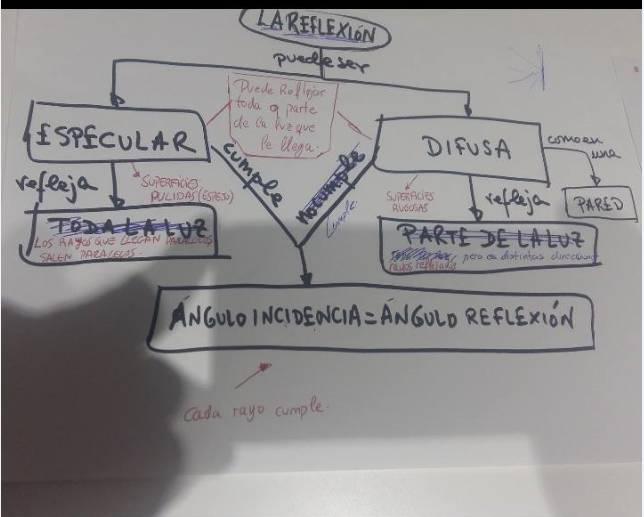 LA REFLEXIÓN
puede ser
Puede Reflejar
toda o parte
de la luz que
le llega.
ESPECULAR
DIFUSA
como en
una
PARED
cumple
no cumple
cumple.
refleja
SUPERFICIES
PULIDAS (ESPEJO)
SUPERFICIES
RUGOSAS
refleja
TODA LA LUZ
LOS RAYOS QUE LLEGAN PARALELOS
SALEN PARALELOS.
PARTE DE LA LUZ
pero en distintas direcciones
rayos reflejados
ÁNGULO INCIDENCIA = ÁNGULO REFLEXIÓN
Cada rayo cumple.